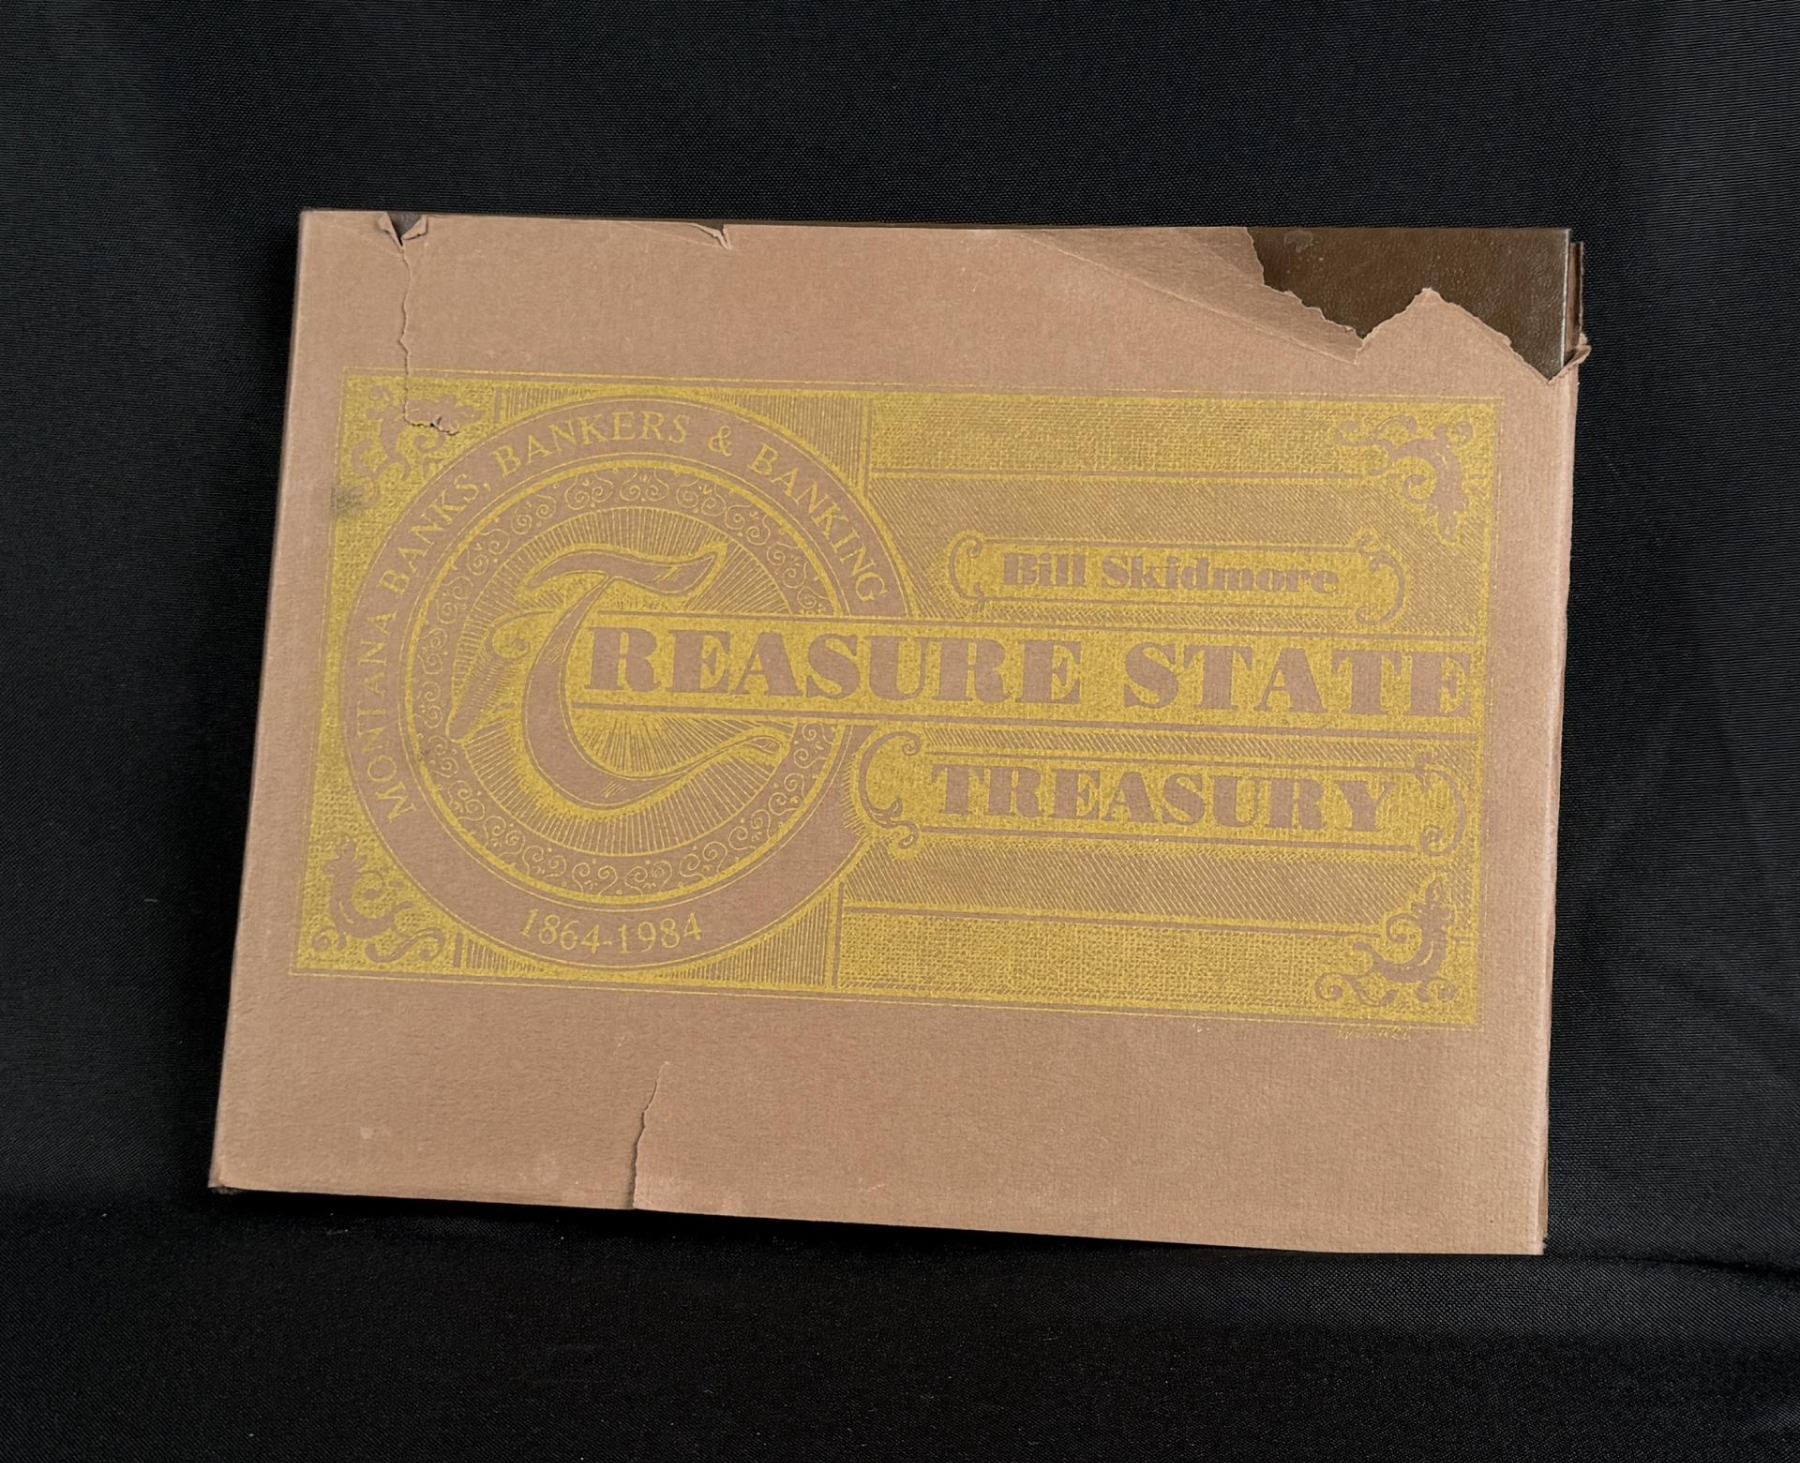 MONTANA BANKS, BANKERS & BANKING
Bill Skidmore
TREASURE STATE
TREASURY
1864-1984